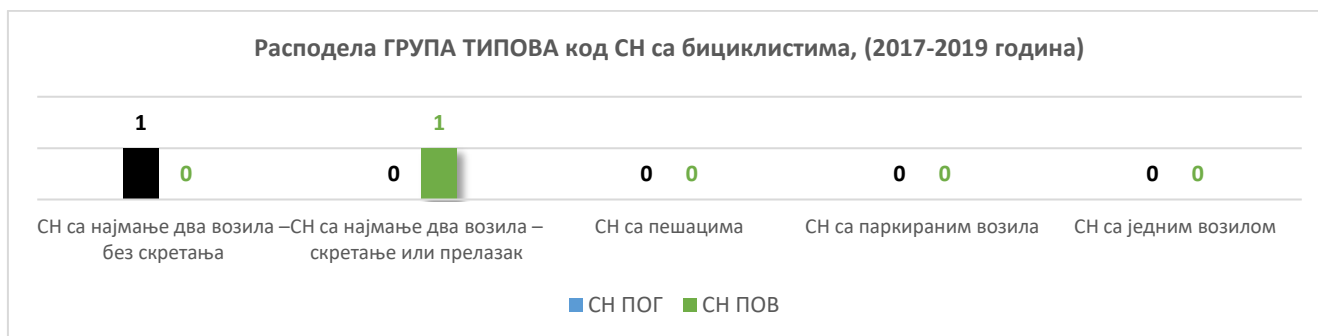 Расподела ГРУПА ТИПОВА код СН са бициклистима, (2017-2019 година)
1 1
0 0 0 0 0 0 0 0
СН са најмање два возила – без скретања
СН са најмање два возила – скретање или прелазак
СН са пешацима
СН са паркираним возила
СН са једним возилом
СН ПОГ СН ПОВ